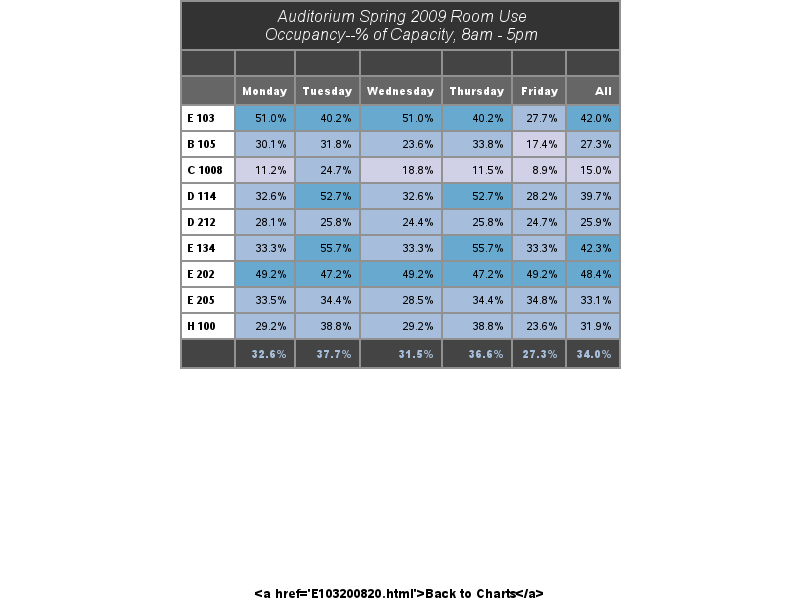 Auditorium Spring 2009 Room Use
Occupancy--% of Capacity, 8am - 5pm
Monday Tuesday Wednesday Thursday Friday All
E 103 51.0% 40.2% 51.0% 40.2% 27.7% 42.0%
B 105 30.1% 31.8% 23.6% 33.8% 17.4% 27.3%
C 1008 11.2% 24.7% 18.8% 11.5% 8.9% 15.0%
D 114 32.6% 52.7% 32.6% 52.7% 28.2% 39.7%
D 212 28.1% 25.8% 24.4% 25.8% 24.7% 25.9%
E 134 33.3% 55.7% 33.3% 55.7% 33.3% 42.3%
E 202 49.2% 47.2% 49.2% 47.2% 49.2% 48.4%
E 205 33.5% 34.4% 28.5% 34.4% 34.8% 33.1%
H 100 29.2% 38.8% 29.2% 38.8% 23.6% 31.9%
32.6% 37.7% 31.5% 36.6% 27.3% 34.0%
&lt;a href='E103200820.html'&gt;Back to Charts&lt;/a&gt;